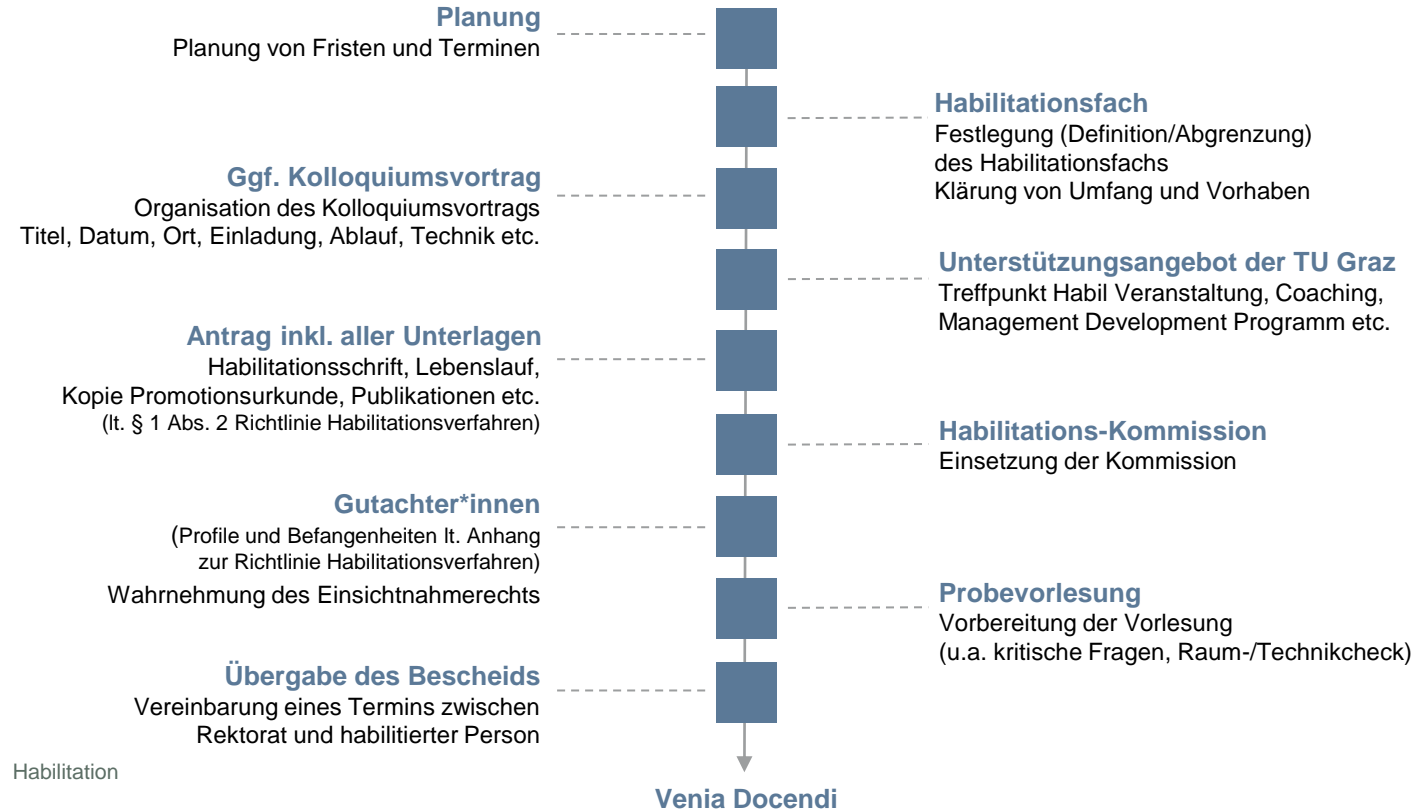 Planung
Planung von Fristen und Terminen
Habilitationsfach
Festlegung (Definition/Abgrenzung)
des Habilitationsfachs
Klärung von Umfang und Vorhaben
Ggf. Kolloquiumsvortrag
Organisation des Kolloquiumsvortrags
Titel, Datum, Ort, Einladung, Ablauf, Technik etc.
Unterstützungsangebot der TU Graz
Treffpunkt Habil Veranstaltung, Coaching,
Management Development Programm etc.
Antrag inkl. aller Unterlagen
Habilitationsschrift, Lebenslauf,
Kopie Promotionsurkunde, Publikationen etc.
(lt. § 1 Abs. 2 Richtlinie Habilitationsverfahren)
Habilitations-Kommission
Einsetzung der Kommission
Gutachter*innen
(Profile und Befangenheiten lt. Anhang
zur Richtlinie Habilitationsverfahren)
Wahrnehmung des Einsichtnahmerechts
Probevorlesung
Vorbereitung der Vorlesung
(u.a. kritische Fragen, Raum-/Technikcheck)
Übergabe des Bescheids
Vereinbarung eines Termins zwischen
Rektorat und habilitierter Person
Habilitation
Venia Docendi